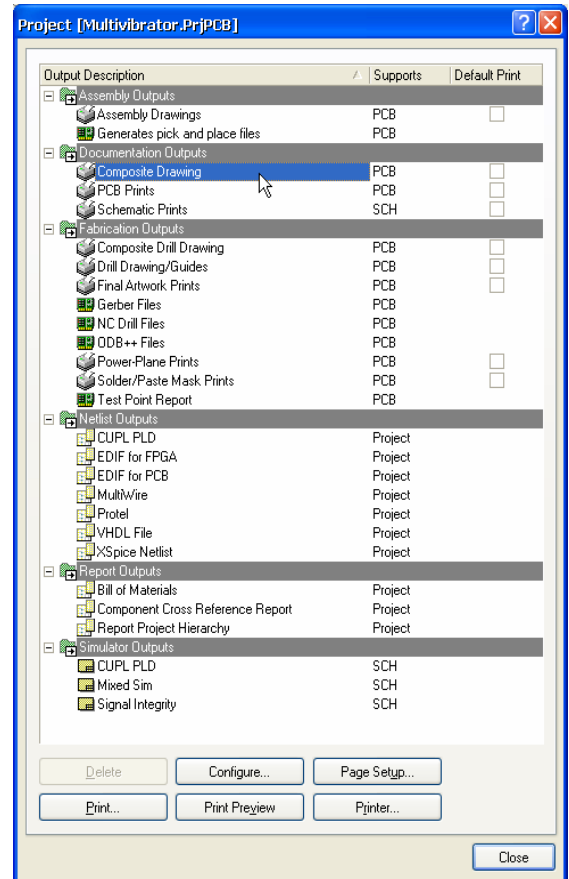 Project [Multivibrator.PrjPCB]
Output Description Supports Default Print
Assembly Outputs
Assembly Drawings PCB
Generates pick and place files PCB
Documentation Outputs
Composite Drawing PCB
PCB Prints PCB
Schematic Prints SCH
Fabrication Outputs
Composite Drill Drawing PCB
Drill Drawing/Guides PCB
Final Artwork Prints PCB
Gerber Files PCB
NC Drill Files PCB
ODB++ Files PCB
Power-Plane Prints PCB
Solder/Paste Mask Prints PCB
Test Point Report PCB
Netlist Outputs
CUPL PLD Project
EDIF for FPGA Project
EDIF for PCB Project
MultiWire Project
Protel Project
VHDL File Project
XSpice Netlist Project
Report Outputs
Bill of Materials Project
Component Cross Reference Report Project
Report Project Hierarchy Project
Simulator Outputs
CUPL PLD SCH
Mixed Sim SCH
Signal Integrity SCH
Delete Configure... Page Setup...
Print... Print Preview Printer...
Close